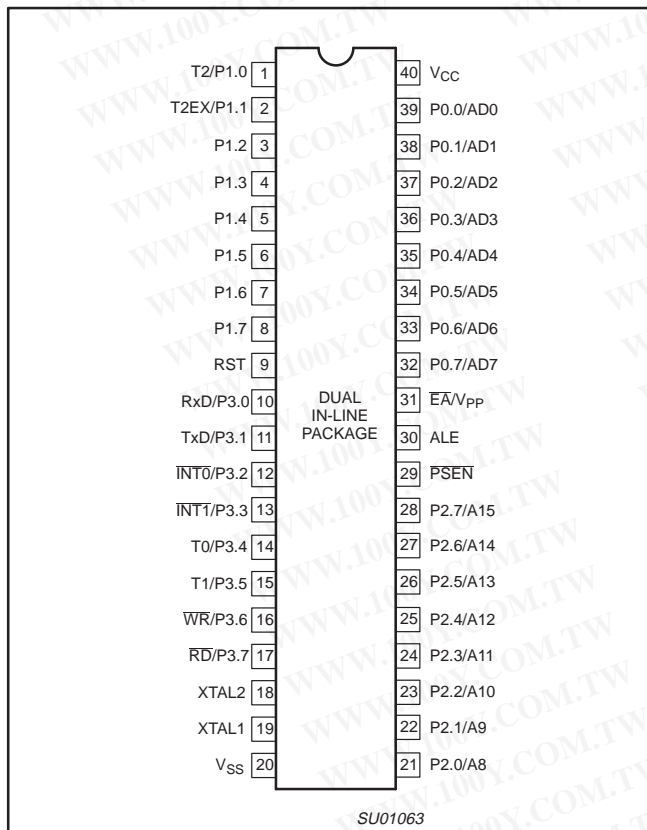 T2/P1.0 1 40 VCC
T2EX/P1.1 2 39 P0.0/AD0
P1.2 3 38 P0.1/AD1
P1.3 4 37 P0.2/AD2
P1.4 5 36 P0.3/AD3
P1.5 6 35 P0.4/AD4
P1.6 7 34 P0.5/AD5
P1.7 8 33 P0.6/AD6
RST 9 32 P0.7/AD7
RxD/P3.0 10 31 E̅A̅/VPP
DUAL
IN-LINE
PACKAGE
TxD/P3.1 11 30 ALE
I̅N̅T̅0̅/P3.2 12 29 P̅S̅E̅N̅
I̅N̅T̅1̅/P3.3 13 28 P2.7/A15
T0/P3.4 14 27 P2.6/A14
T1/P3.5 15 26 P2.5/A13
W̅R̅/P3.6 16 25 P2.4/A12
R̅D̅/P3.7 17 24 P2.3/A11
XTAL2 18 23 P2.2/A10
XTAL1 19 22 P2.1/A9
VSS 20 21 P2.0/A8
SU01063
WWW.100Y.COM.TW